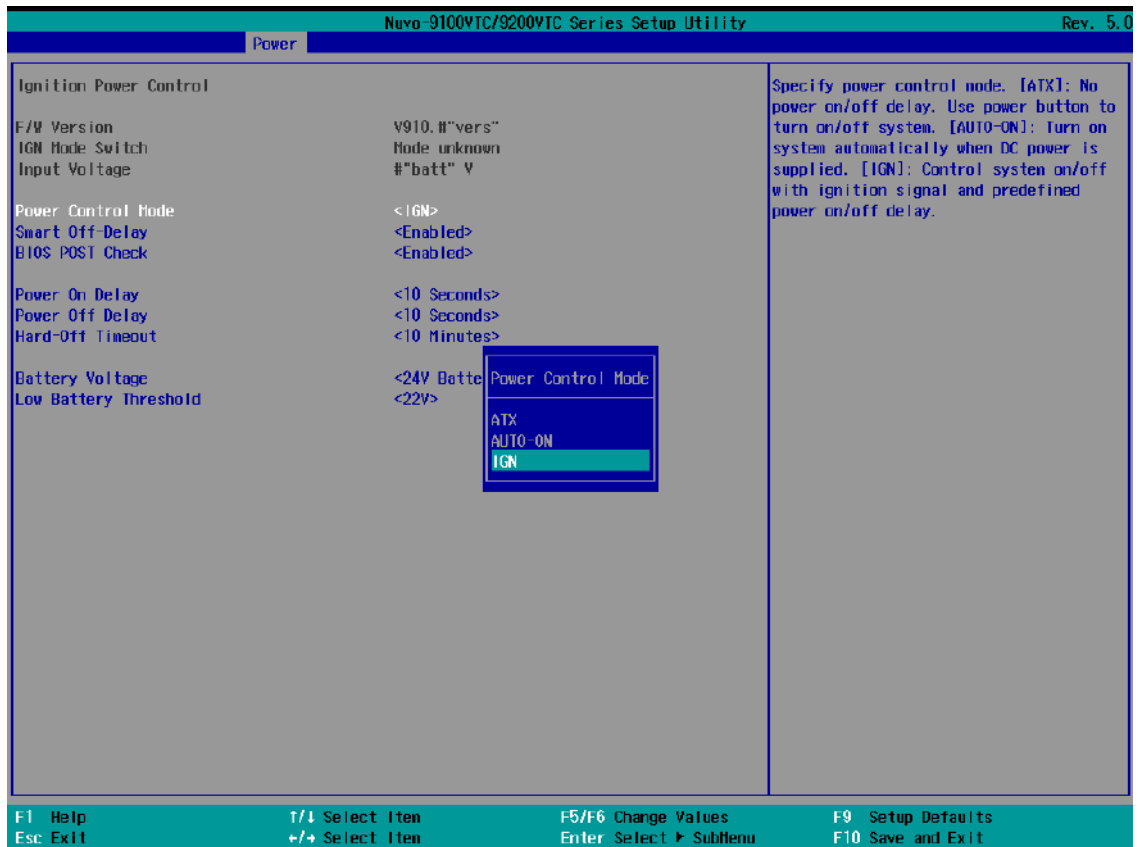 Nuvo-9100VTC/9200VTC Series Setup Utility Rev. 5.0
Power
Ignition Power Control
F/W Version V910.#"vers"
IGN Mode Switch Mode unknown
Input Voltage #"batt" V
Power Control Mode <IGN>
Smart Off-Delay <Enabled>
BIOS POST Check <Enabled>
Power On Delay <10 Seconds>
Power Off Delay <10 Seconds>
Hard-Off Timeout <10 Minutes>
Battery Voltage <24V Batte
Low Battery Threshold <22V>
Power Control Mode
ATX
AUTO-ON
IGN
Specify power control mode. [ATX]: No
power on/off delay. Use power button to
turn on/off system. [AUTO-ON]: Turn on
system automatically when DC power is
supplied. [IGN]: Control system on/off
with ignition signal and predefined
power on/off delay.
F1 Help ↑/↓ Select Item F5/F6 Change Values F9 Setup Defaults
Esc Exit ←/→ Select Item Enter Select ► SubMenu F10 Save and Exit